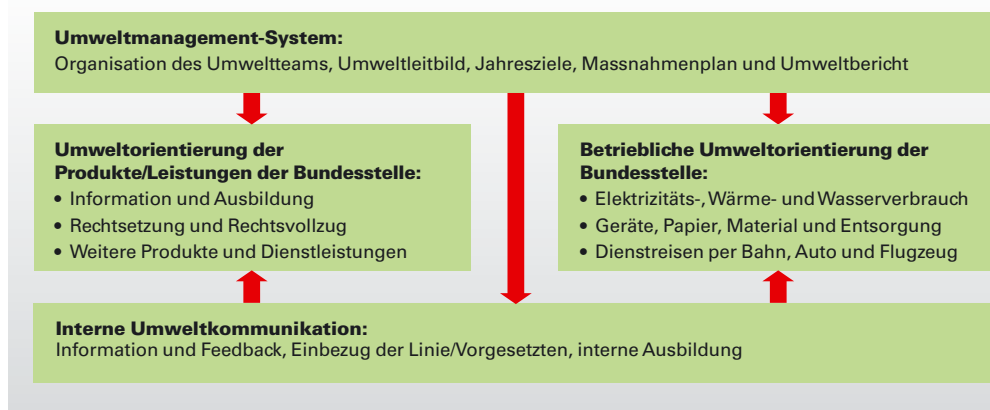 Umweltmanagement-System:
Organisation des Umweltteams, Umweltleitbild, Jahresziele, Massnahmenplan und Umweltbericht
Umweltorientierung der
Produkte/Leistungen der Bundesstelle:
• Information und Ausbildung
• Rechtsetzung und Rechtsvollzug
• Weitere Produkte und Dienstleistungen
Betriebliche Umweltorientierung der
Bundesstelle:
• Elektrizitäts-, Wärme- und Wasserverbrauch
• Geräte, Papier, Material und Entsorgung
• Dienstreisen per Bahn, Auto und Flugzeug
Interne Umweltkommunikation:
Information und Feedback, Einbezug der Linie/Vorgesetzten, interne Ausbildung